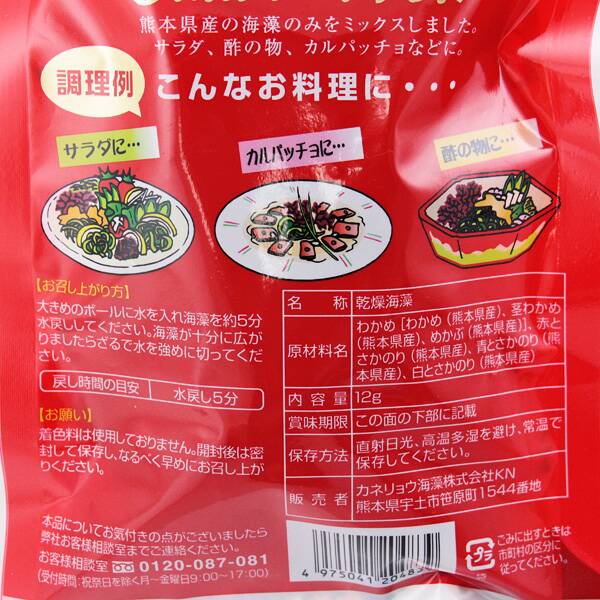 熊本県産の海藻のみをミックスしました。
サラダ、酢の物、カルパッチョなどに。
調理例
こんなお料理に・・・
サラダに…
カルパッチョに…
酢の物に…
【お召し上がり方】
大きめのボールに水を入れ海藻を約5分
水戻ししてください。海藻が十分に広が
りましたらざるで水を強めに切ってくだ
さい。
戻し時間の目安 水戻し5分
【お願い】
着色料は使用しておりません。開封後は密
封して保存し、なるべく早めにお召し上が
りください。
名称 乾燥海藻
原材料名 わかめ [わかめ (熊本県産)、茎わかめ
(熊本県産)、めかぶ (熊本県産)]、赤と
さかのり (熊本県産)、青とさかのり (熊
本県産)、白とさかのり (熊本県産)
内容量 12g
賞味期限 この面の下部に記載
保存方法 直射日光、高温多湿を避け、常温で
保存してください。
販売者 カネリョウ海藻株式会社KN
熊本県宇土市笹原町1544番地
本品についてお気付きの点がございましたら
弊社お客様相談室までご連絡ください。
お客様相談室 0120-087-081
(受付時間:祝祭日を除く月〜金曜日9:00〜17:00)
4 975041 20483
プラ
ごみに出すときは
市町村の区分に
従ってください。